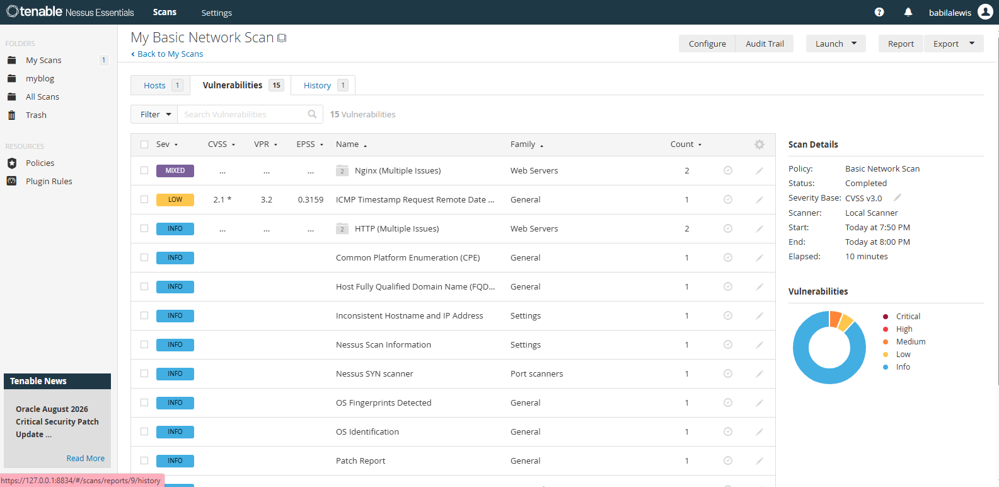 tenable Nessus Essentials Scans Settings ? babilalewis
FOLDERS
My Scans 1
myblog
All Scans
Trash
RESOURCES
Policies
Plugin Rules
Tenable News
Oracle August 2026
Critical Security Patch
Update ...
Read More
My Basic Network Scan
< Back to My Scans
Configure Audit Trail Launch Report Export
Hosts 1 Vulnerabilities 15 History 1
Filter Search Vulnerabilities 15 Vulnerabilities
Sev CVSS VPR EPSS Name Family Count
MIXED ... ... ... 2 Nginx (Multiple Issues) Web Servers 2
LOW 2.1 * 3.2 0.3159 ICMP Timestamp Request Remote Date ... General 1
INFO ... ... ... 2 HTTP (Multiple Issues) Web Servers 2
INFO Common Platform Enumeration (CPE) General 1
INFO Host Fully Qualified Domain Name (FQD... General 1
INFO Inconsistent Hostname and IP Address Settings 1
INFO Nessus Scan Information Settings 1
INFO Nessus SYN scanner Port scanners 1
INFO OS Fingerprints Detected General 1
INFO OS Identification General 1
INFO Patch Report General 1
Scan Details
Policy: Basic Network Scan
Status: Completed
Severity Base: CVSS v3.0
Scanner: Local Scanner
Start: Today at 7:50 PM
End: Today at 8:00 PM
Elapsed: 10 minutes
Vulnerabilities
Critical
High
Medium
Low
Info
https://127.0.0.1:8834/#/scans/reports/9/history